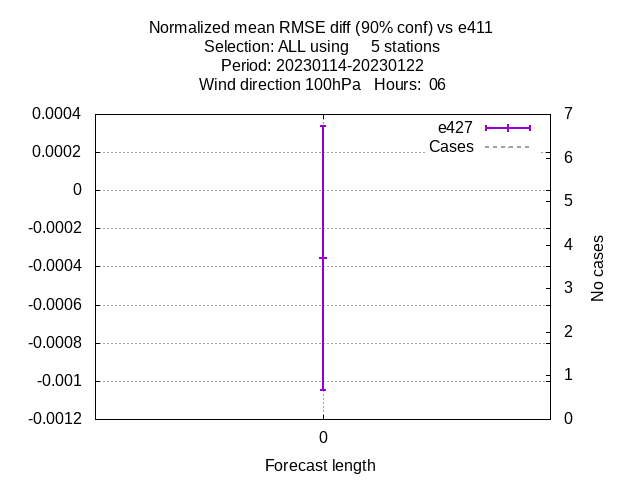 Normalized mean RMSE diff (90% conf) vs e411
Selection: ALL using     5 stations
Period: 20230114-20230122
Wind direction 100hPa   Hours:  06
0.0004
0.0002
0
-0.0002
-0.0004
-0.0006
-0.0008
-0.001
-0.0012
e427
Cases
7
6
5
4
3
2
1
0
No cases
0
Forecast length